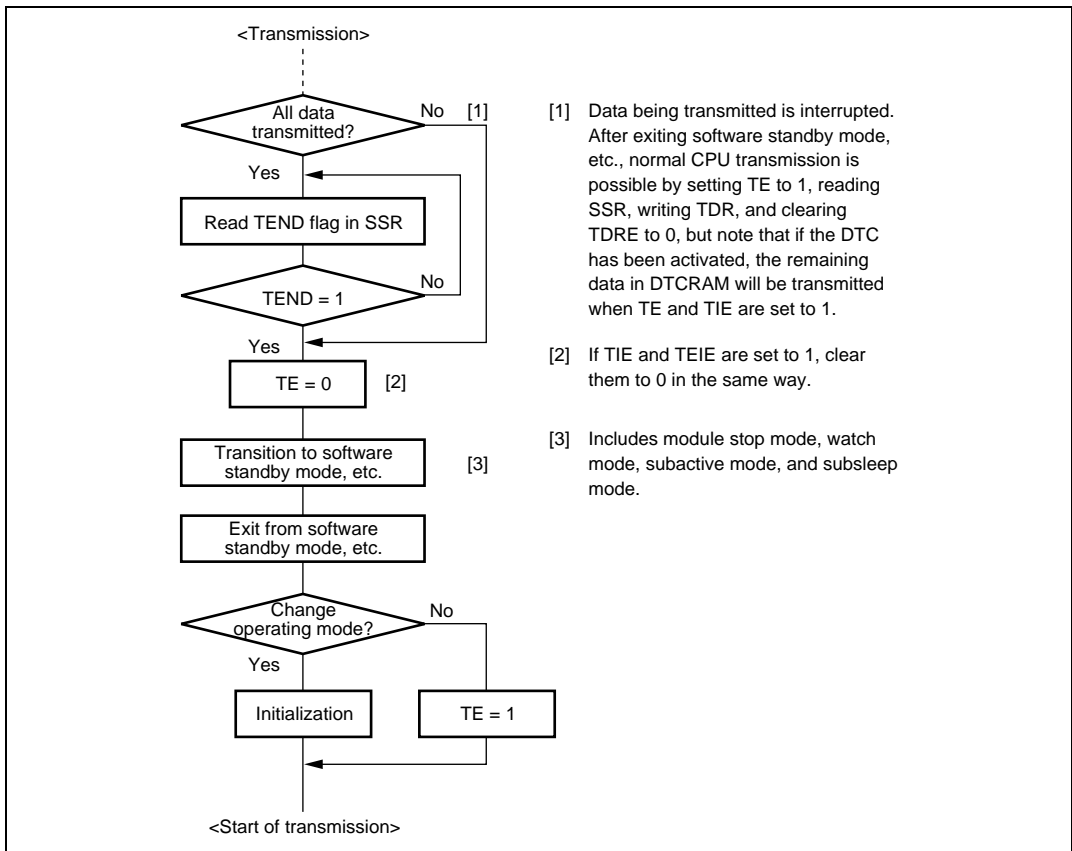 <Transmission>
All data
transmitted?
No
[1]
Yes
Read TEND flag in SSR
TEND = 1
No
Yes
TE = 0
[2]
Transition to software
standby mode, etc.
[3]
Exit from software
standby mode, etc.
Change
operating mode?
No
Yes
Initialization
TE = 1
<Start of transmission>
[1] Data being transmitted is interrupted.
After exiting software standby mode,
etc., normal CPU transmission is
possible by setting TE to 1, reading
SSR, writing TDR, and clearing
TDRE to 0, but note that if the DTC
has been activated, the remaining
data in DTCRAM will be transmitted
when TE and TIE are set to 1.
[2] If TIE and TEIE are set to 1, clear
them to 0 in the same way.
[3] Includes module stop mode, watch
mode, subactive mode, and subsleep
mode.